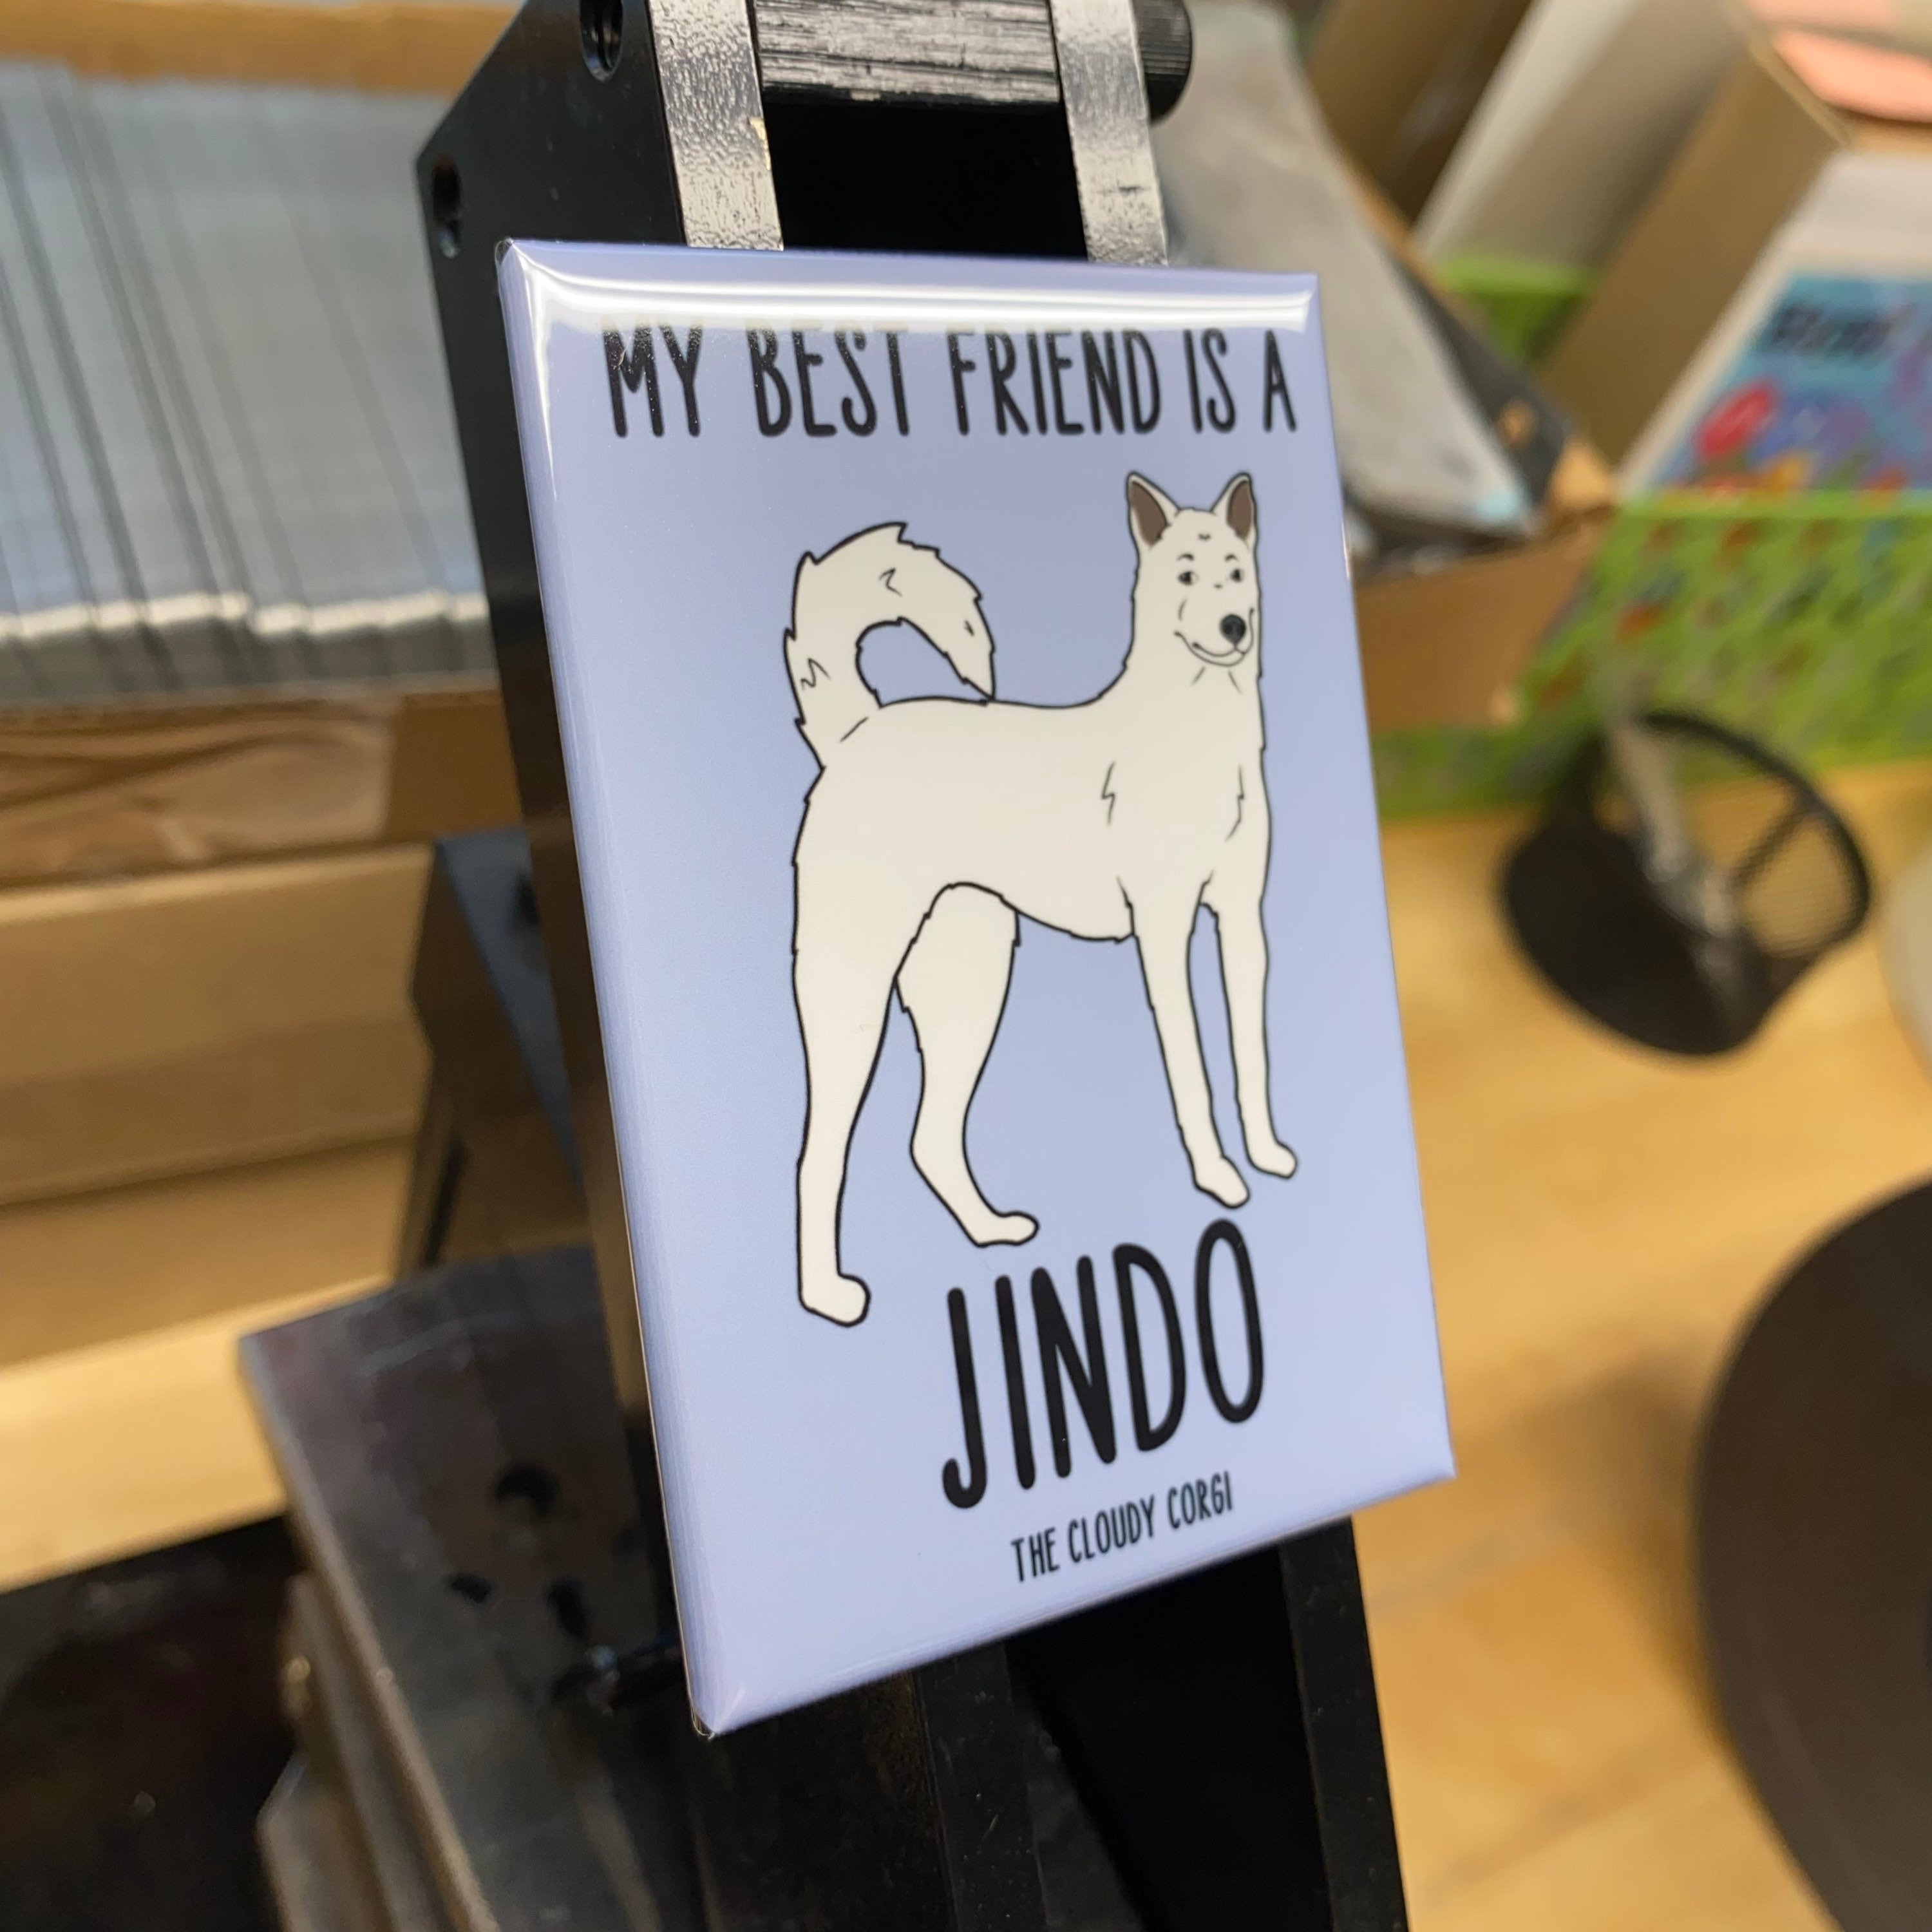 MY BEST FRIEND IS A
JINDO
THE CLOUDY CORGI